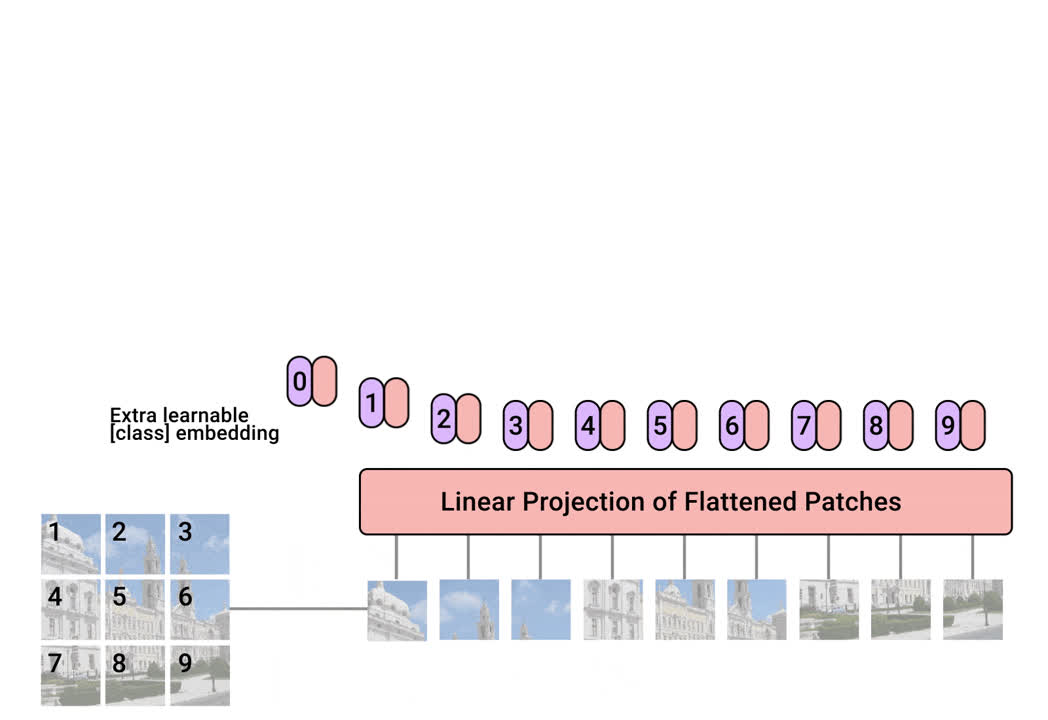 0
1
2
3
4
5
6
7
8
9
Extra learnable
[class] embedding
Linear Projection of Flattened Patches
1 2 3
4 5 6
7 8 9